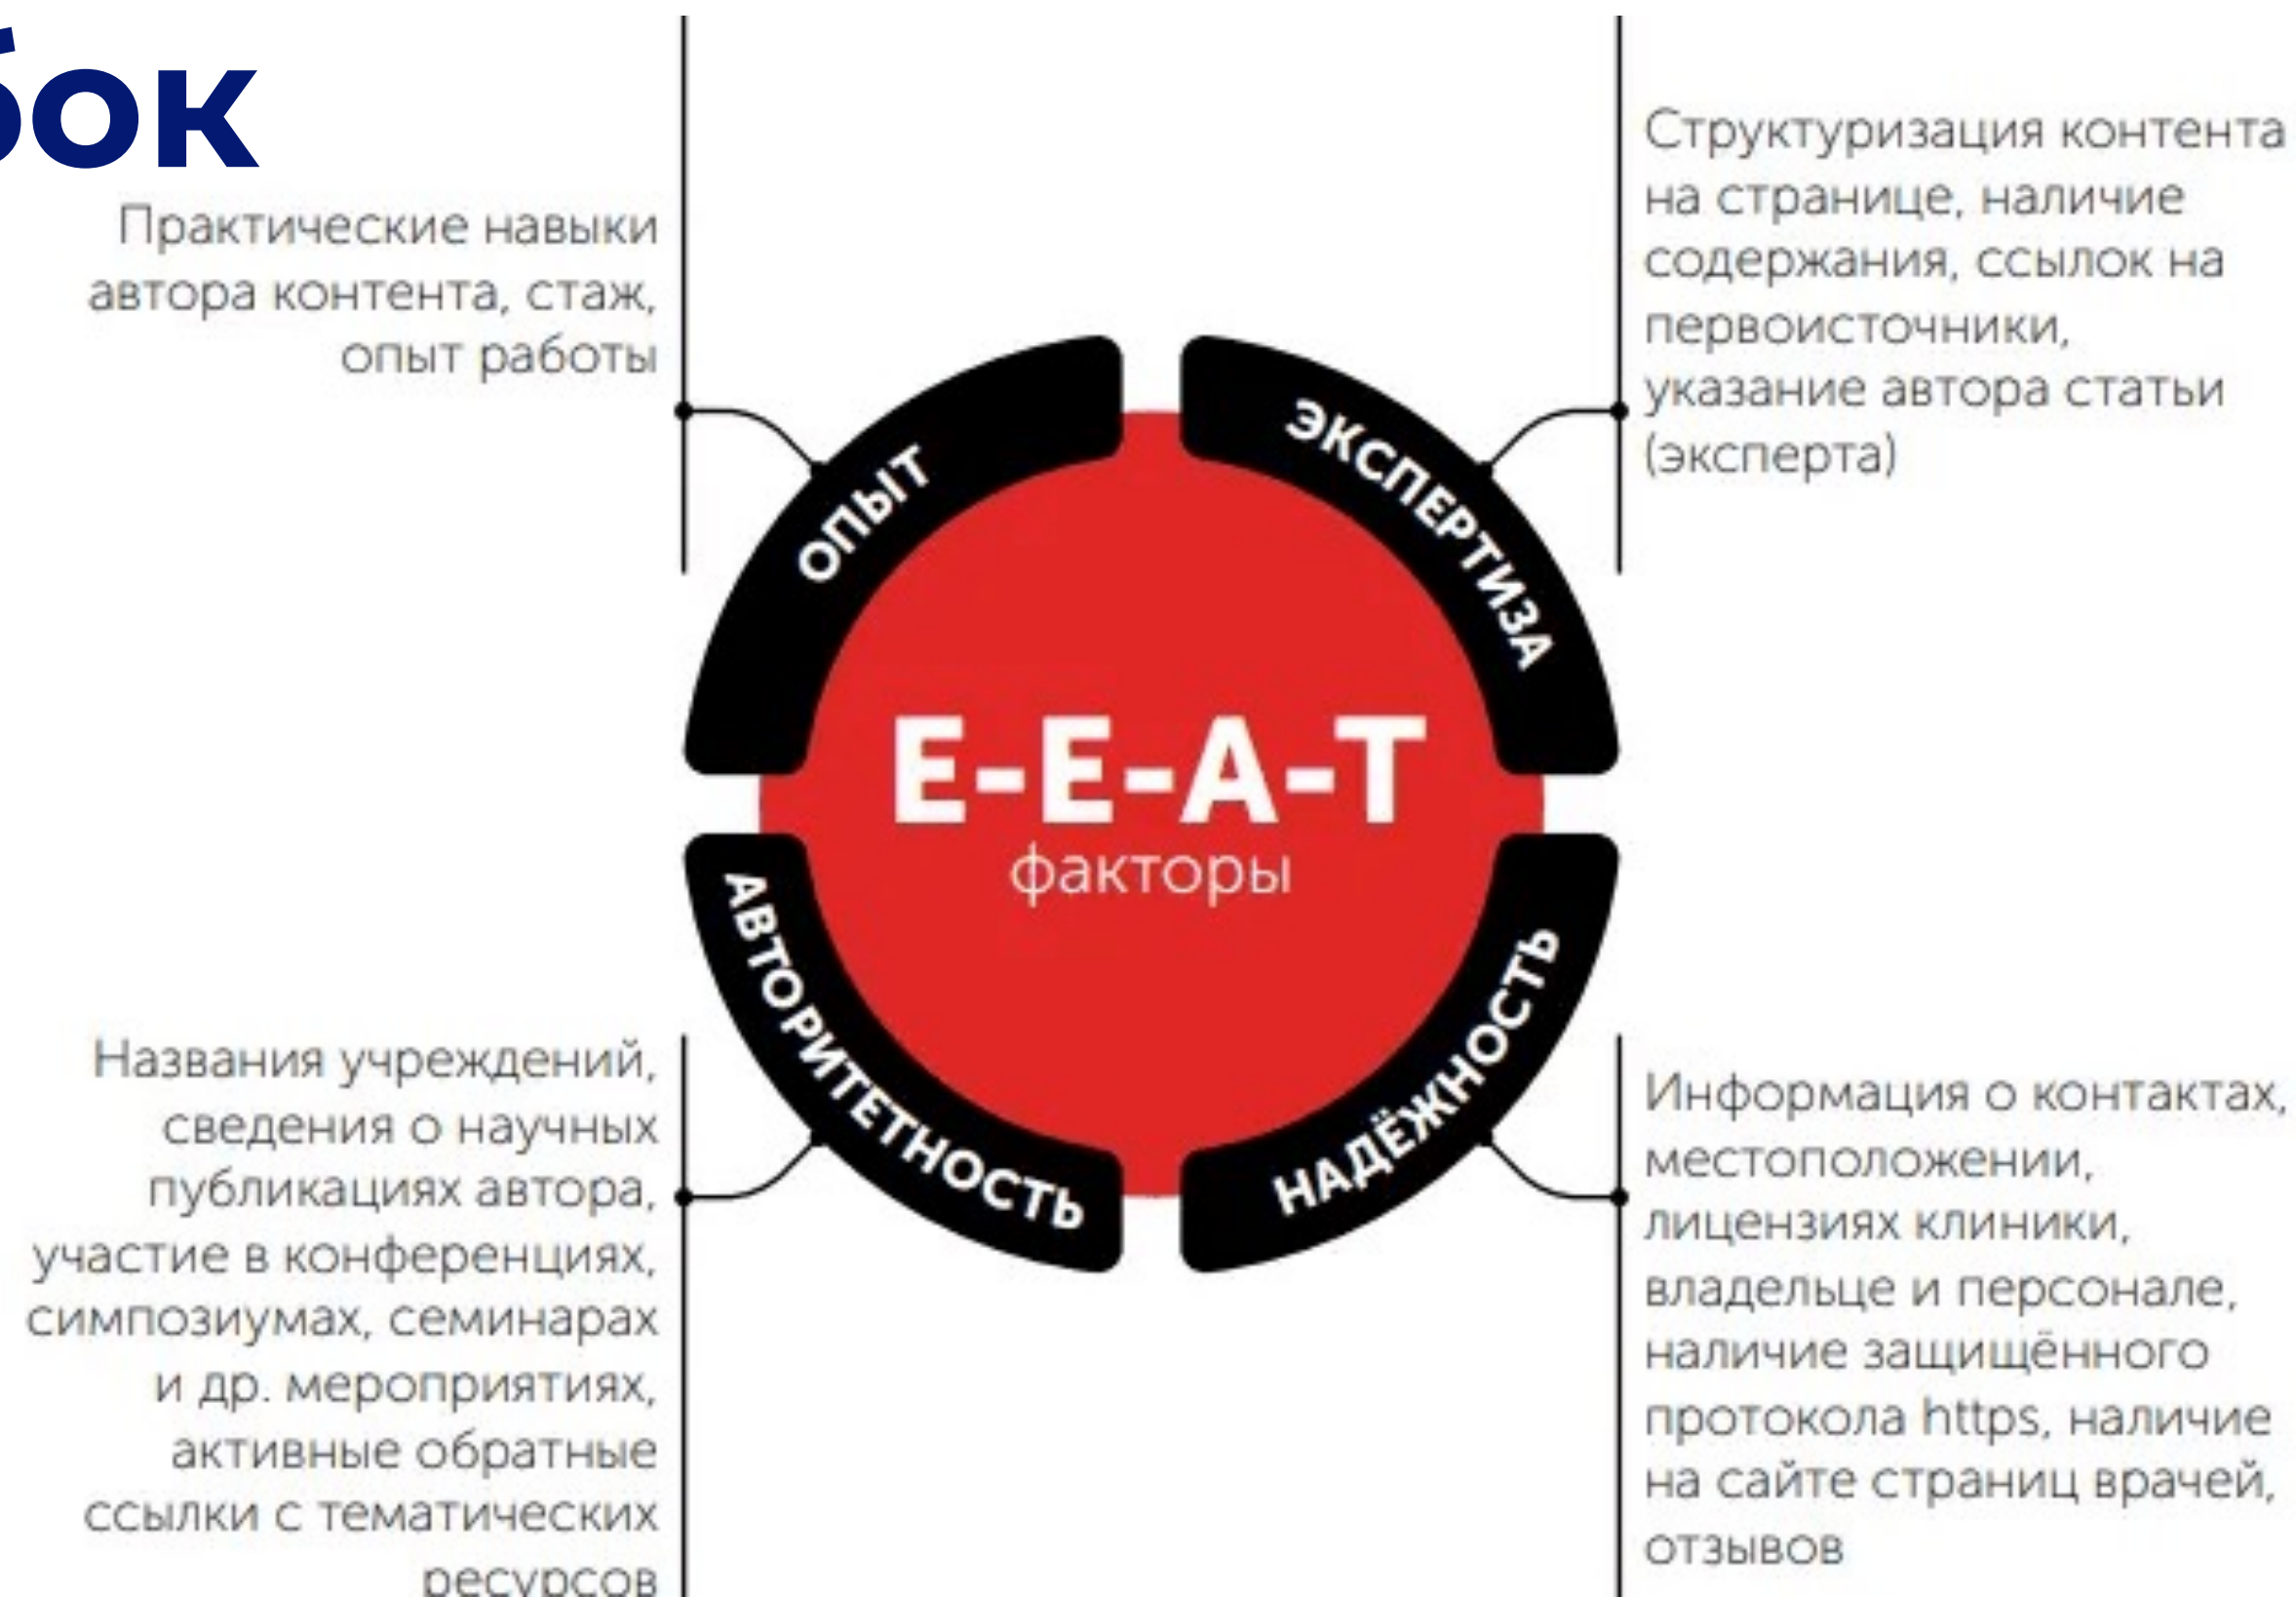 бок
Практические навыки
автора контента, стаж,
опыт работы
Структуризация контента
на странице, наличие
содержания, ссылок на
первоисточники,
указание автора статьи
(эксперта)
ОПЫТ
ЭКСПЕРТИЗА
E-E-A-T
факторы
АВТОРИТЕТНОСТЬ
НАДЁЖНОСТЬ
Названия учреждений,
сведения о научных
публикациях автора,
участие в конференциях,
симпозиумах, семинарах
и др. мероприятиях,
активные обратные
ссылки с тематических
ресурсов
Информация о контактах,
местоположении,
лицензиях клиники,
владельце и персонале,
наличие защищённого
протокола https, наличие
на сайте страниц врачей,
отзывов